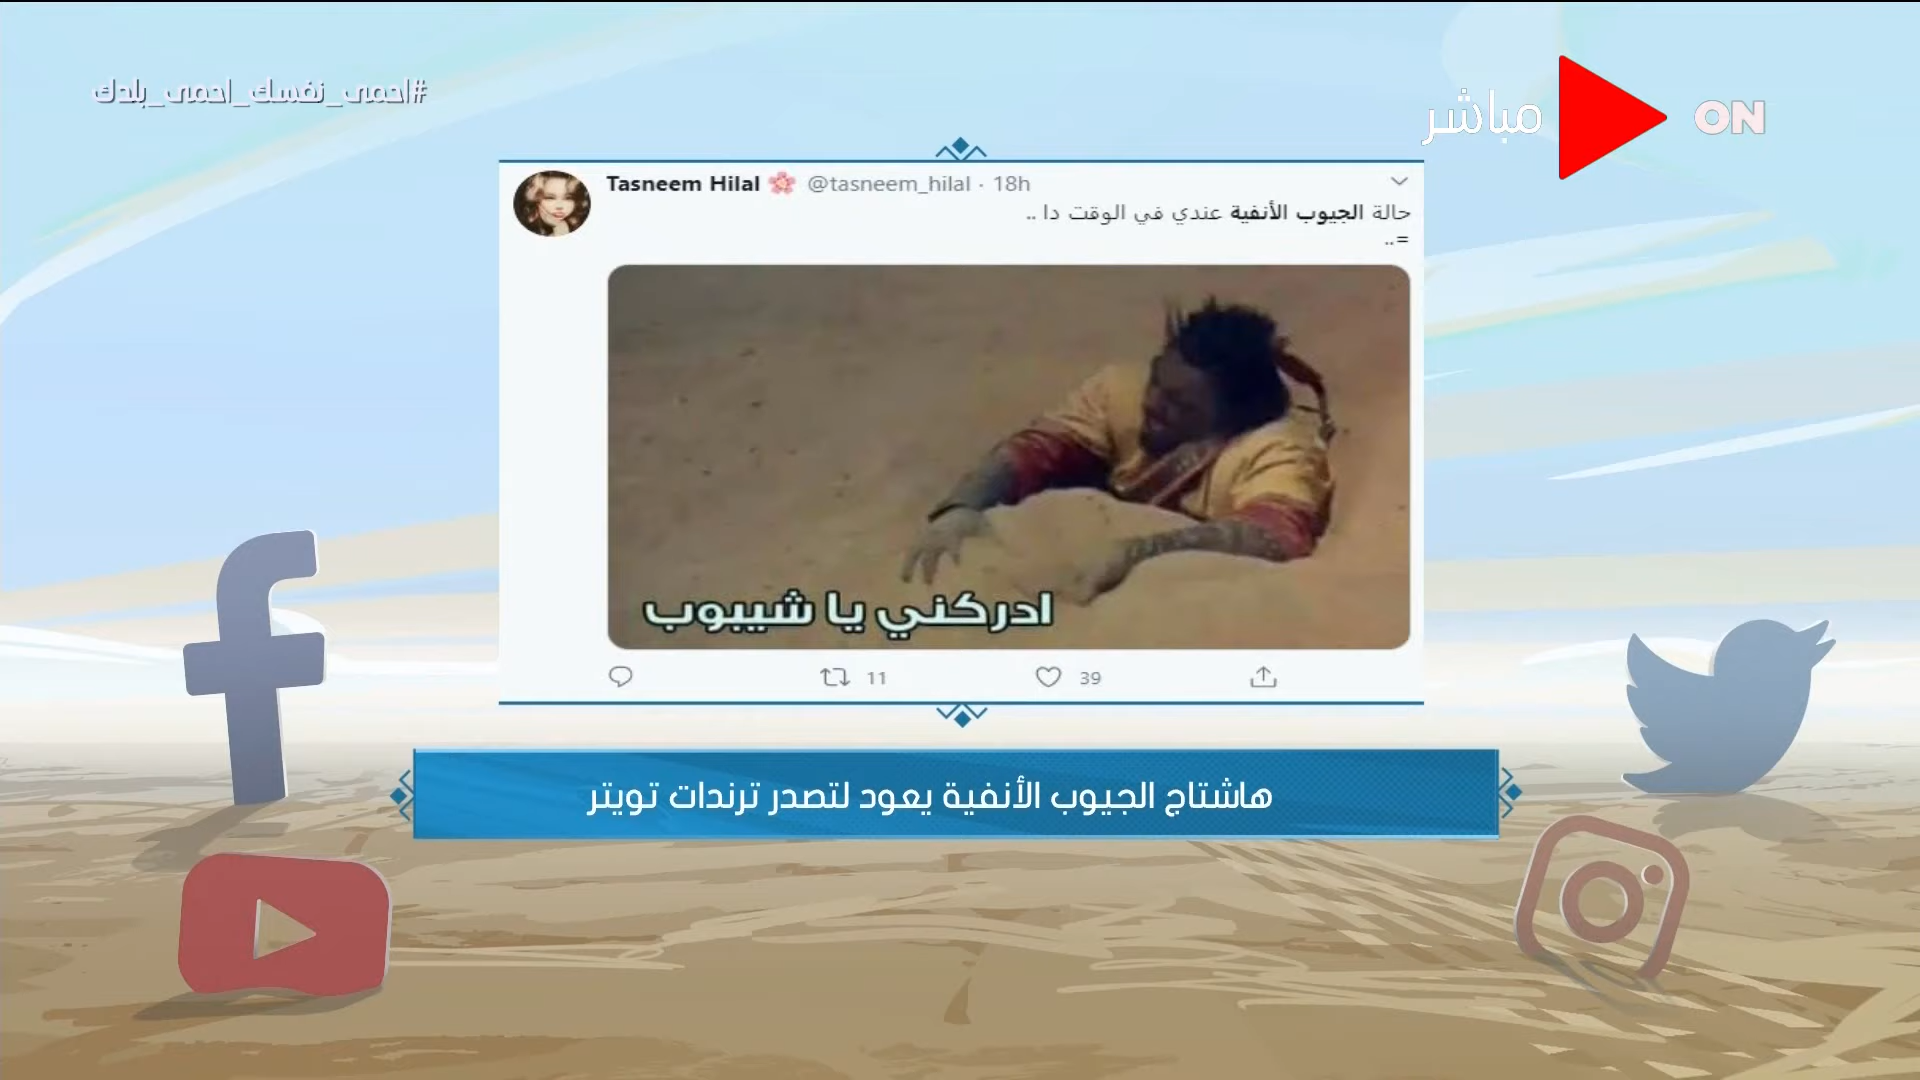 #احمى_نفسك_احمى_بلدك
مباشر
ON
Tasneem Hilal 🌸 @tasneem_hilal · 18h
حالة الجيوب الأنفية عندي في الوقت دا ..
=..
ادركني يا شيبوب
11 39
هاشتاج الجيوب الأنفية يعود لتصدر ترندات تويتر